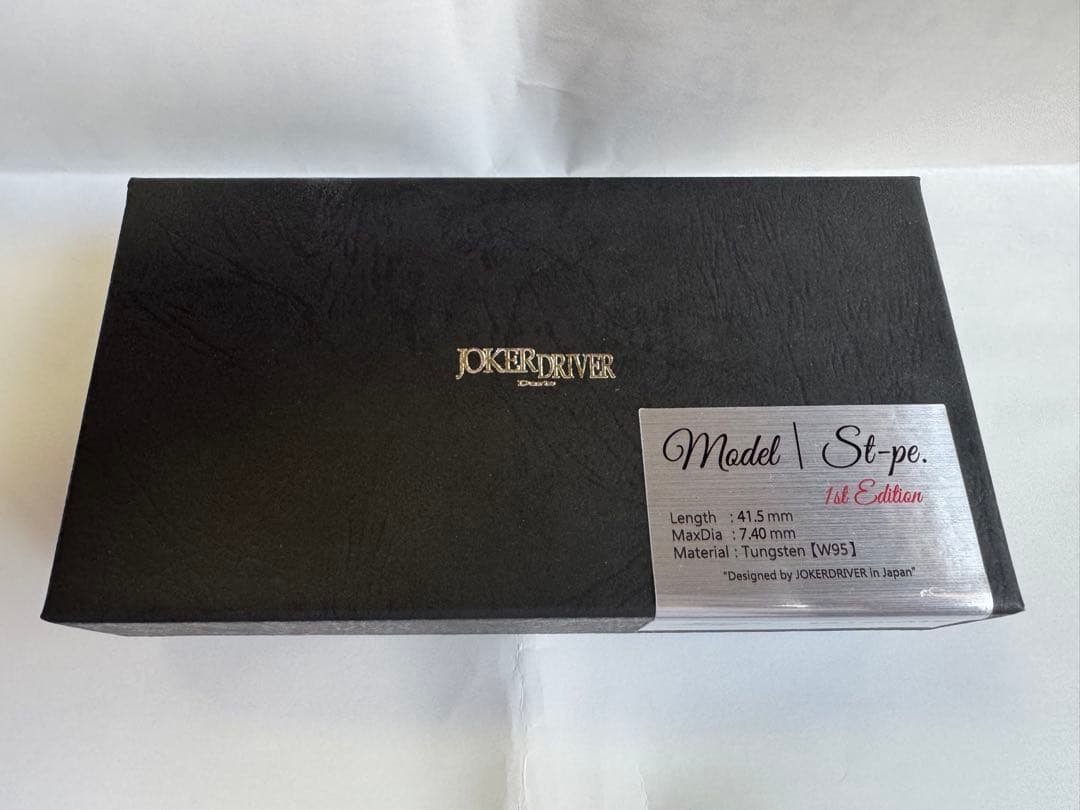 JOKERDRIVER
Darts
Model | St-pe.
1st Edition
Length : 41.5 mm
MaxDia : 7.40 mm
Material : Tungsten【W95】
"Designed by JOKERDRIVER in Japan"